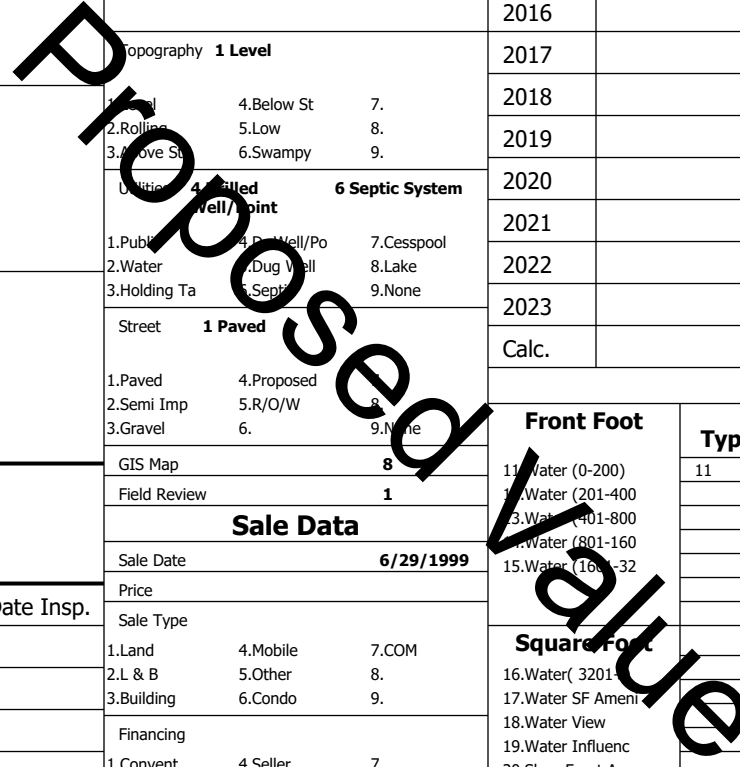 Topography 1 Level
4.Below St 7.
2.Rolling 5.Low 8.
3.Above St 6.Swampy 9.
Utilities 4 Drilled Well/Point 6 Septic System
1.Public 4.Dr Well/Po 7.Cesspool
2.Water 5.Dug Well 8.Lake
3.Holding Ta 6.Septic 9.None
Street 1 Paved
1.Paved 4.Proposed
2.Semi Imp 5.R/O/W 8.
3.Gravel 6. 9.None
GIS Map 8
Field Review 1
Sale Data
Sale Date 6/29/1999
Price
Sale Type
1.Land 4.Mobile 7.COM
2.L & B 5.Other 8.
3.Building 6.Condo 9.
Financing
1.Convent 4.Seller 7.
Date Insp.
2016
2017
2018
2019
2020
2021
2022
2023
Calc.
Front Foot
Typ
11.Water (0-200) 11
12.Water (201-400
13.Water (401-800
14.Water (801-160
15.Water (1601-32
Square Foot
16.Water( 3201-
17.Water SF Ameni
18.Water View
19.Water Influenc
Proposed Value